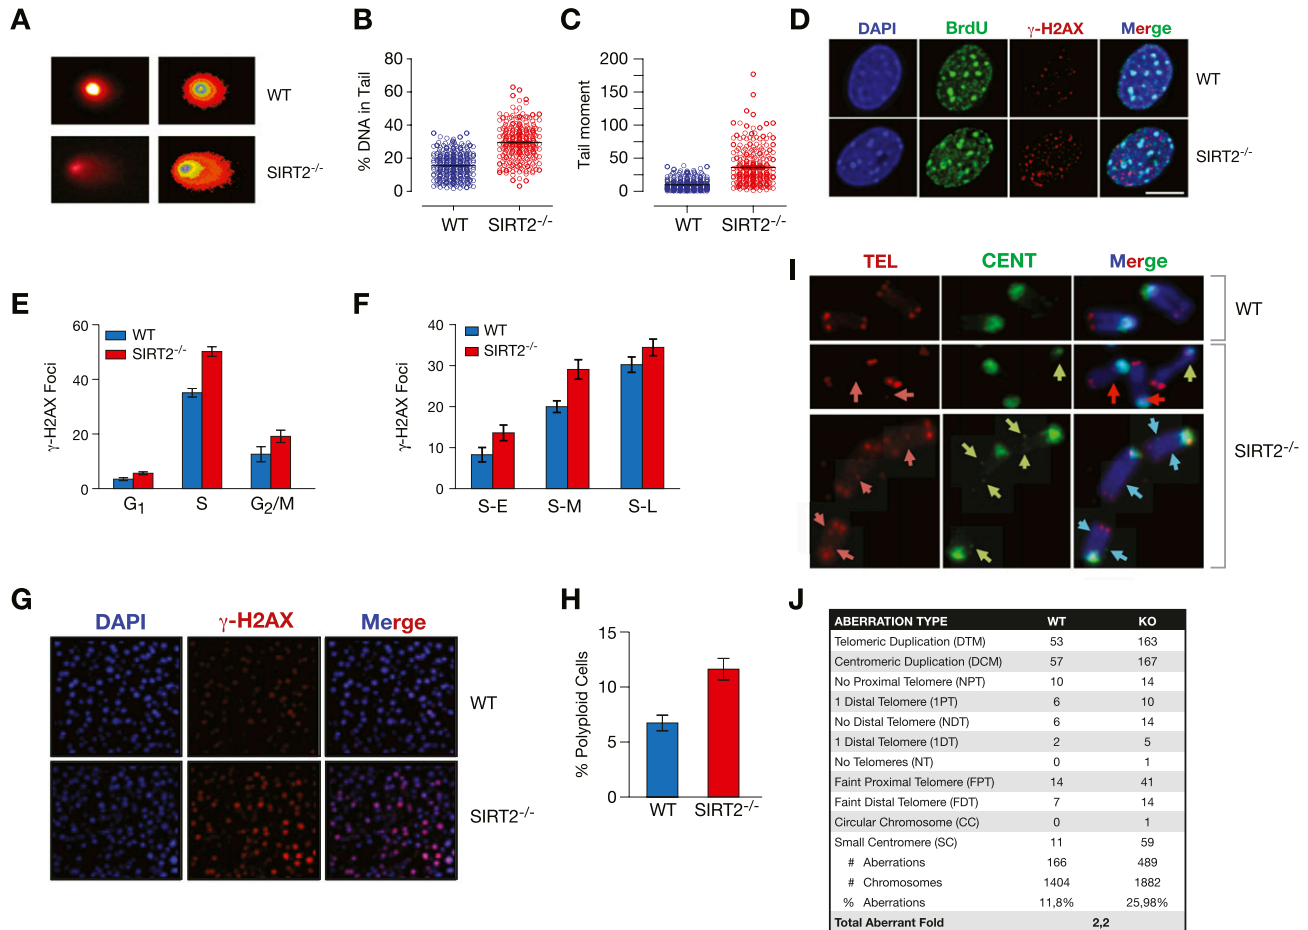 A
WT
SIRT2-/-
B
% DNA in Tail
80
60
40
20
0
WT SIRT2-/-
C
Tail moment
200
150
100
50
0
WT SIRT2-/-
D
DAPI BrdU γ-H2AX Merge
WT
SIRT2-/-
E
γ-H2AX Foci
60
40
20
0
WT
SIRT2-/-
G1 S G2/M
F
γ-H2AX Foci
40
30
20
10
0
WT
SIRT2-/-
S-E S-M S-L
I
TEL CENT Merge
WT
SIRT2-/-
G
DAPI γ-H2AX Merge
WT
SIRT2-/-
H
% Polyploid Cells
15
10
5
0
WT SIRT2-/-
J
ABERRATION TYPE WT KO
Telomeric Duplication (DTM) 53 163
Centromeric Duplication (DCM) 57 167
No Proximal Telomere (NPT) 10 14
1 Distal Telomere (1PT) 6 10
No Distal Telomere (NDT) 6 14
1 Distal Telomere (1DT) 2 5
No Telomeres (NT) 0 1
Faint Proximal Telomere (FPT) 14 41
Faint Distal Telomere (FDT) 7 14
Circular Chromosome (CC) 0 1
Small Centromere (SC) 11 59
# Aberrations 166 489
# Chromosomes 1404 1882
% Aberrations 11,8% 25,98%
Total Aberrant Fold 2,2